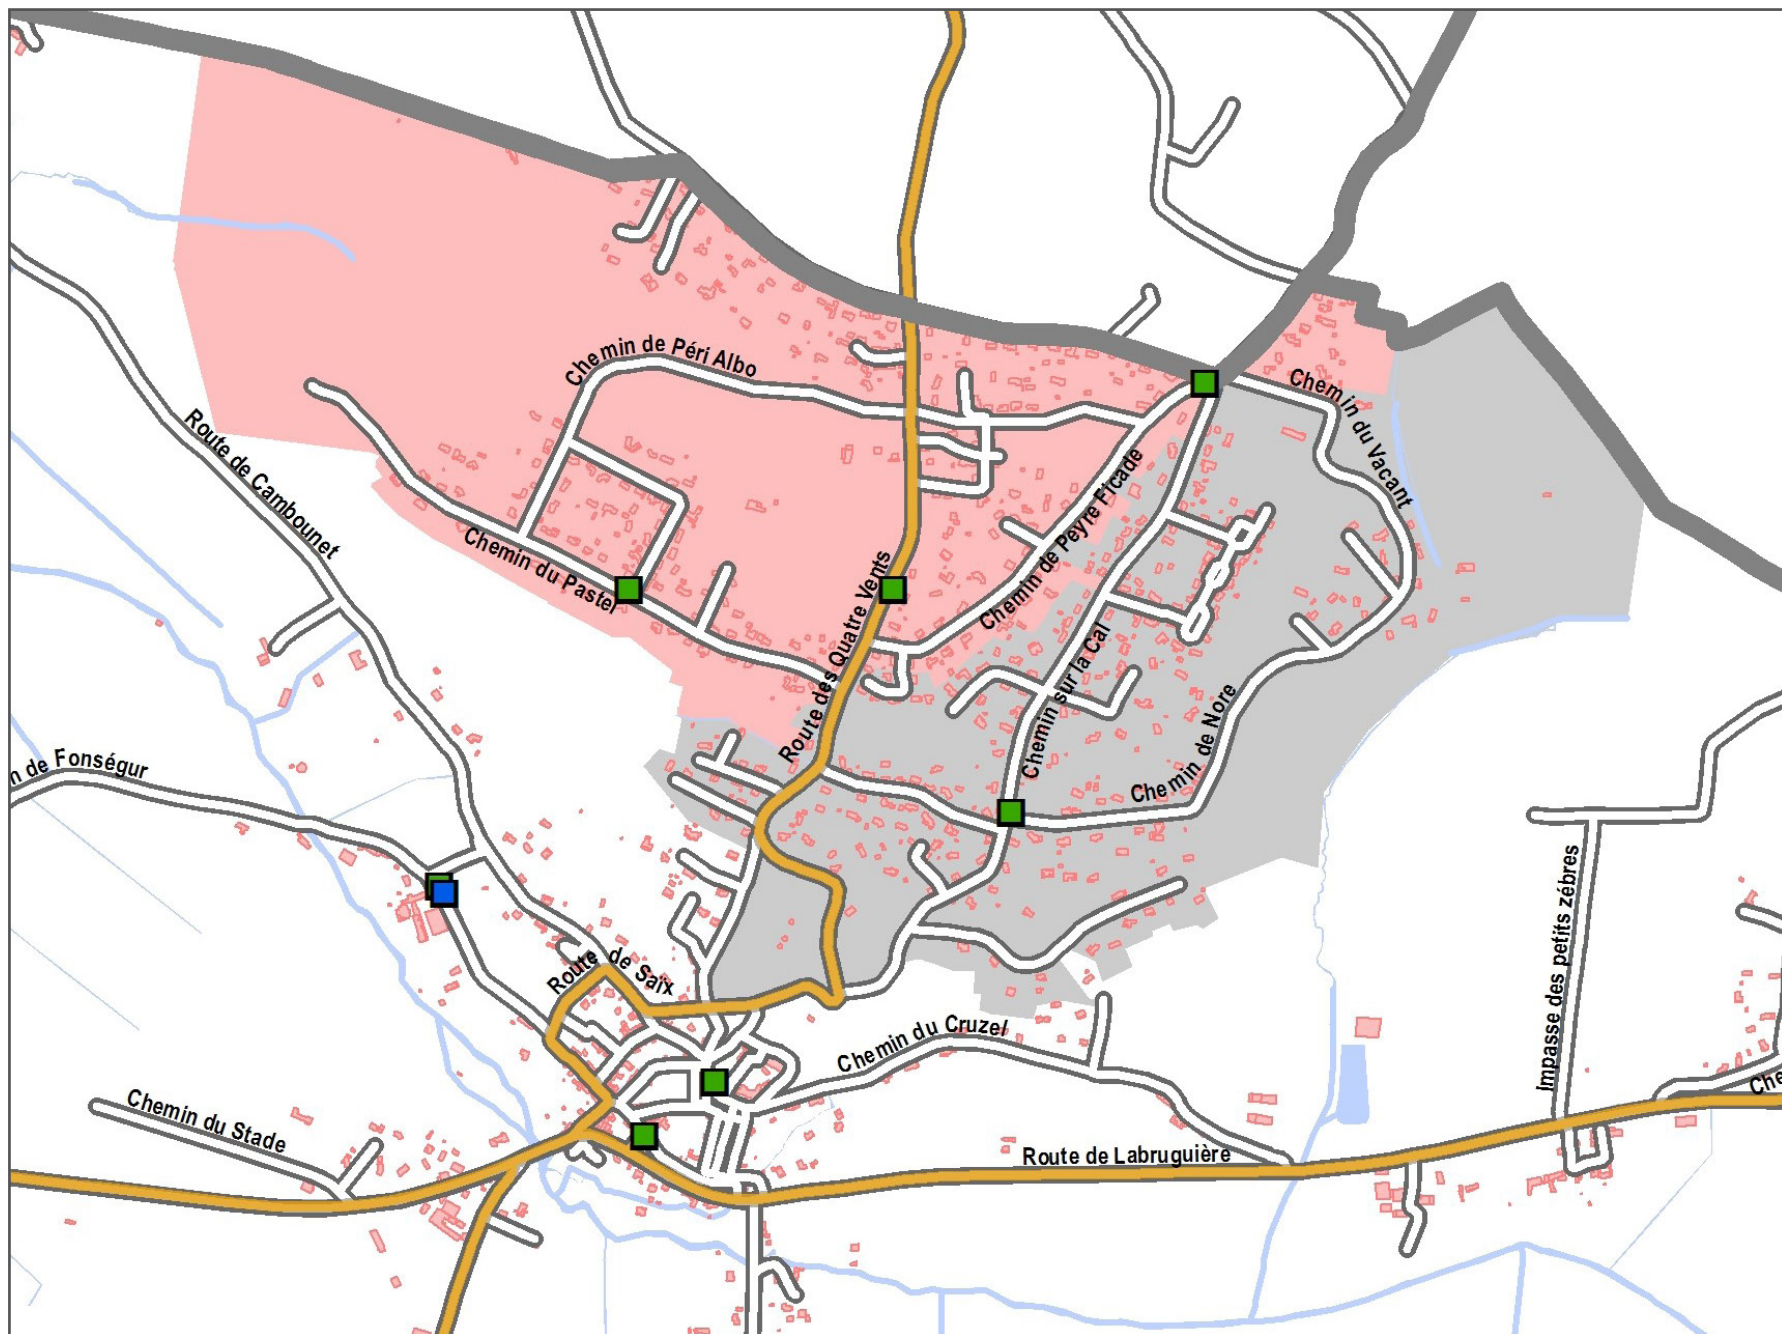 Chemin de Péri Albo
Chemin du Vacant
Route de Cambounet
Chemin de Peyre Ficade
Chemin du Pastel
Route des Quatre Vents
Chemin sur la Cal
Chemin de Nore
n de Fonségur
Impasse des petits zébres
Route de Saïx
Chemin du Cruzel
Che
Chemin du Stade
Route de Labruguière